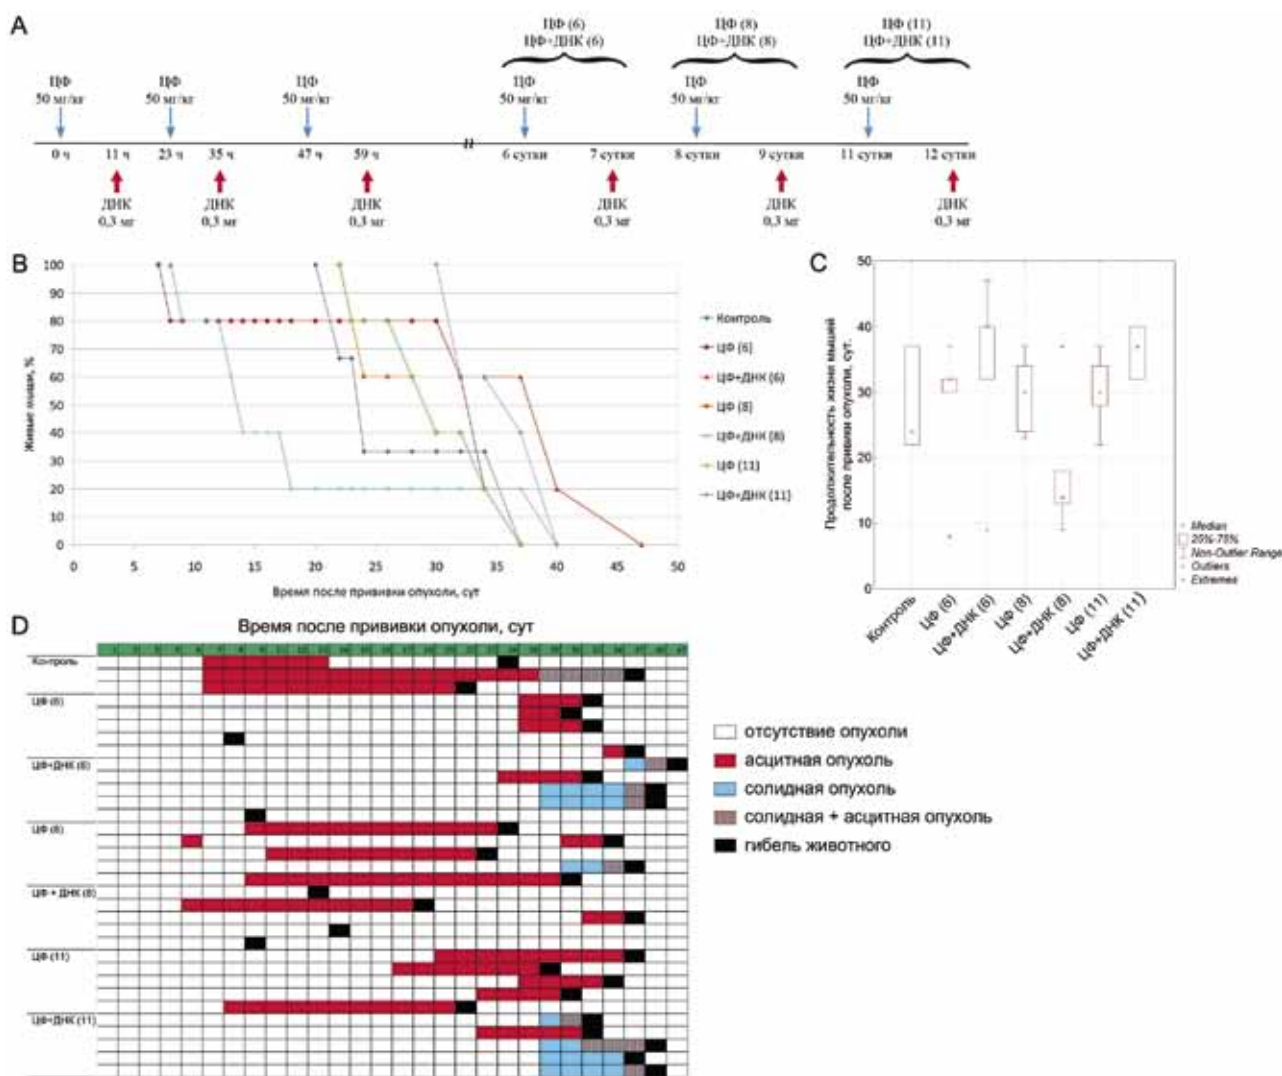 A
ЦФ (6)
ЦФ+ДНК (6)
ЦФ (8)
ЦФ+ДНК (8)
ЦФ (11)
ЦФ+ДНК (11)
ЦФ
50 мг/кг
ЦФ
50 мг/кг
ЦФ
50 мг/кг
ЦФ
50 мг/кг
ЦФ
50 мг/кг
ЦФ
50 мг/кг
0 ч 11 ч 23 ч 35 ч 47 ч 59 ч 6 сутки 7 сутки 8 сутки 9 сутки 11 сутки 12 сутки
ДНК
0,3 мг
ДНК
0,3 мг
ДНК
0,3 мг
ДНК
0,3 мг
ДНК
0,3 мг
ДНК
0,3 мг
B
Живые мыши, %
100
90
80
70
60
50
40
30
20
10
0
0 5 10 15 20 25 30 35 40 45 50
Время после прививки опухоли, сут
Контроль
ЦФ (6)
ЦФ+ДНК (6)
ЦФ (8)
ЦФ+ДНК (8)
ЦФ (11)
ЦФ+ДНК (11)
C
Продолжительность жизни мышей
после прививки опухоли, сут.
50
40
30
20
10
0
Контроль
ЦФ (6)
ЦФ+ДНК (6)
ЦФ (8)
ЦФ+ДНК (8)
ЦФ (11)
ЦФ+ДНК (11)
Median
25%-75%
Non-Outlier Range
Outliers
Extremes
D
Время после прививки опухоли, сут
Контроль
ЦФ (6)
ЦФ+ДНК (6)
ЦФ (8)
ЦФ + ДНК (8)
ЦФ (11)
ЦФ+ДНК (11)
отсутствие опухоли
асцитная опухоль
солидная опухоль
солидная + асцитная опухоль
гибель животного